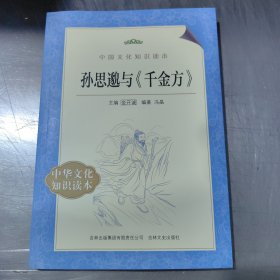 中国文化知识读本
孙思邈与《千金方》
主编 金开诚 编著 冯晶
中华文化
知识读本
吉林出版集团有限责任公司 吉林文史出版社